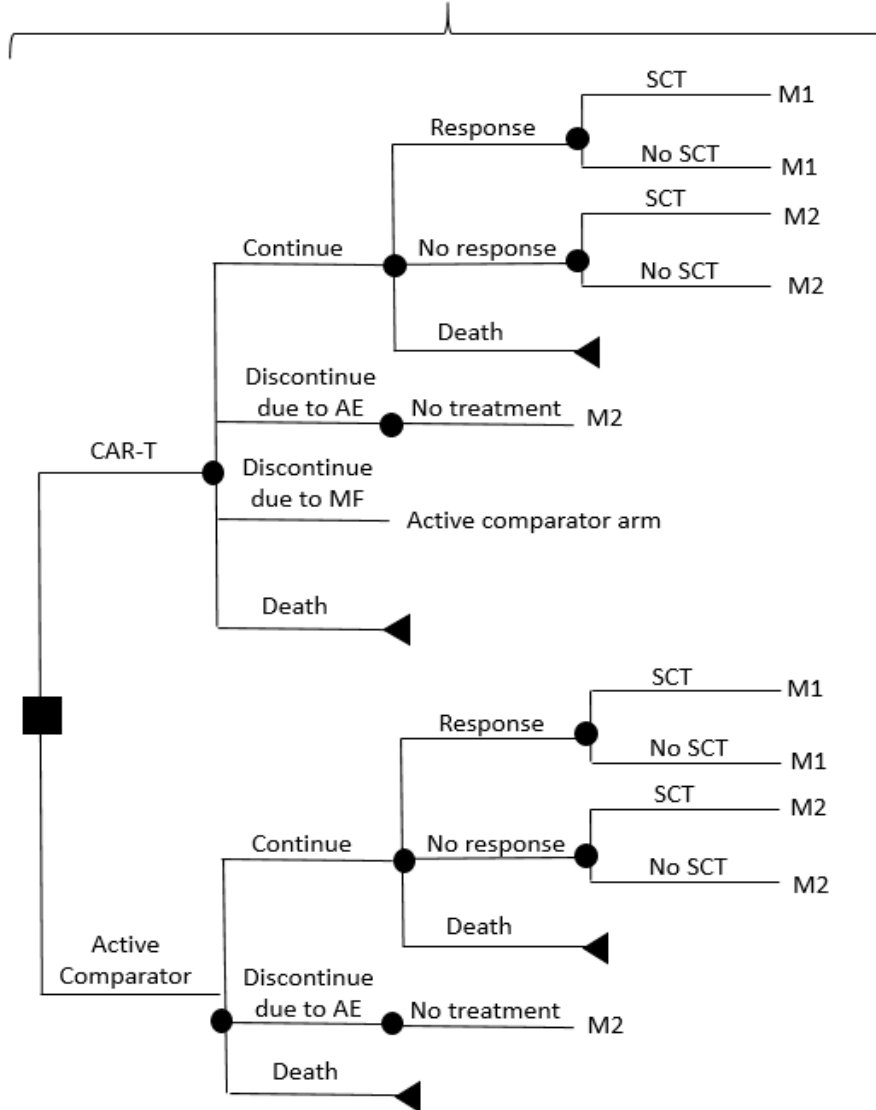 SCT
M1
Response
No SCT
M1
SCT
M2
Continue
No response
No SCT
M2
Death
Discontinue
due to AE
No treatment
M2
CAR-T
Discontinue
due to MF
Active comparator arm
Death
SCT
M1
Response
No SCT
M1
SCT
M2
Continue
No response
No SCT
M2
Death
Active
Comparator
Discontinue
due to AE
No treatment
M2
Death